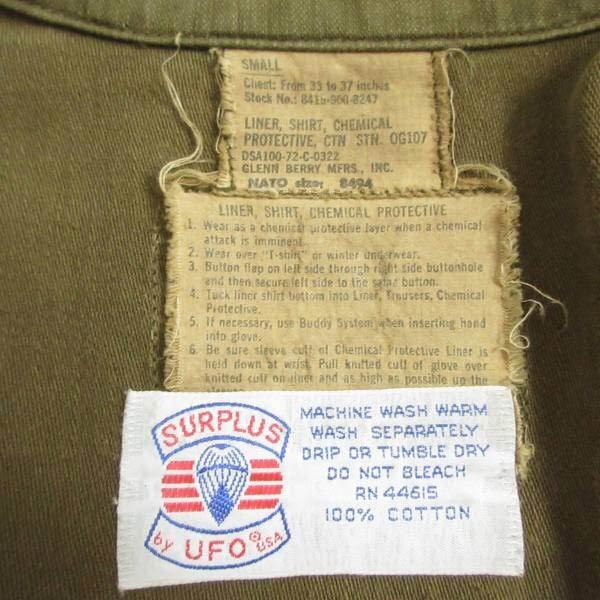 SMALL
Chest: From 33 to 37 inches
Stock No.: 8415-900-8247
LINER, SHIRT, CHEMICAL
PROTECTIVE, CTN STN. OG107
DSA100-72-C-0322
GLENN BERRY MFRS., INC.
NATO size: 8494
LINER, SHIRT, CHEMICAL PROTECTIVE
1. Wear as a chemical protective layer when a chemical
attack is imminent.
2. Wear over "T-shirt" or winter underwear.
3. Button flap on left side through right side buttonhole
and then secure left side to the same button.
4. Tuck liner shirt bottom into Liner, Trousers, Chemical
Protective.
5. If necessary, use Buddy System when inserting hand
into glove.
6. Be sure sleeve cuff of Chemical Protective Liner is
held down at wrist. Pull knitted cuff of glove over
knitted cuff on liner and as high as possible up the
SURPLUS
by UFO® USA
MACHINE WASH WARM
WASH SEPARATELY
DRIP OR TUMBLE DRY
DO NOT BLEACH
RN 44615
100% COTTON